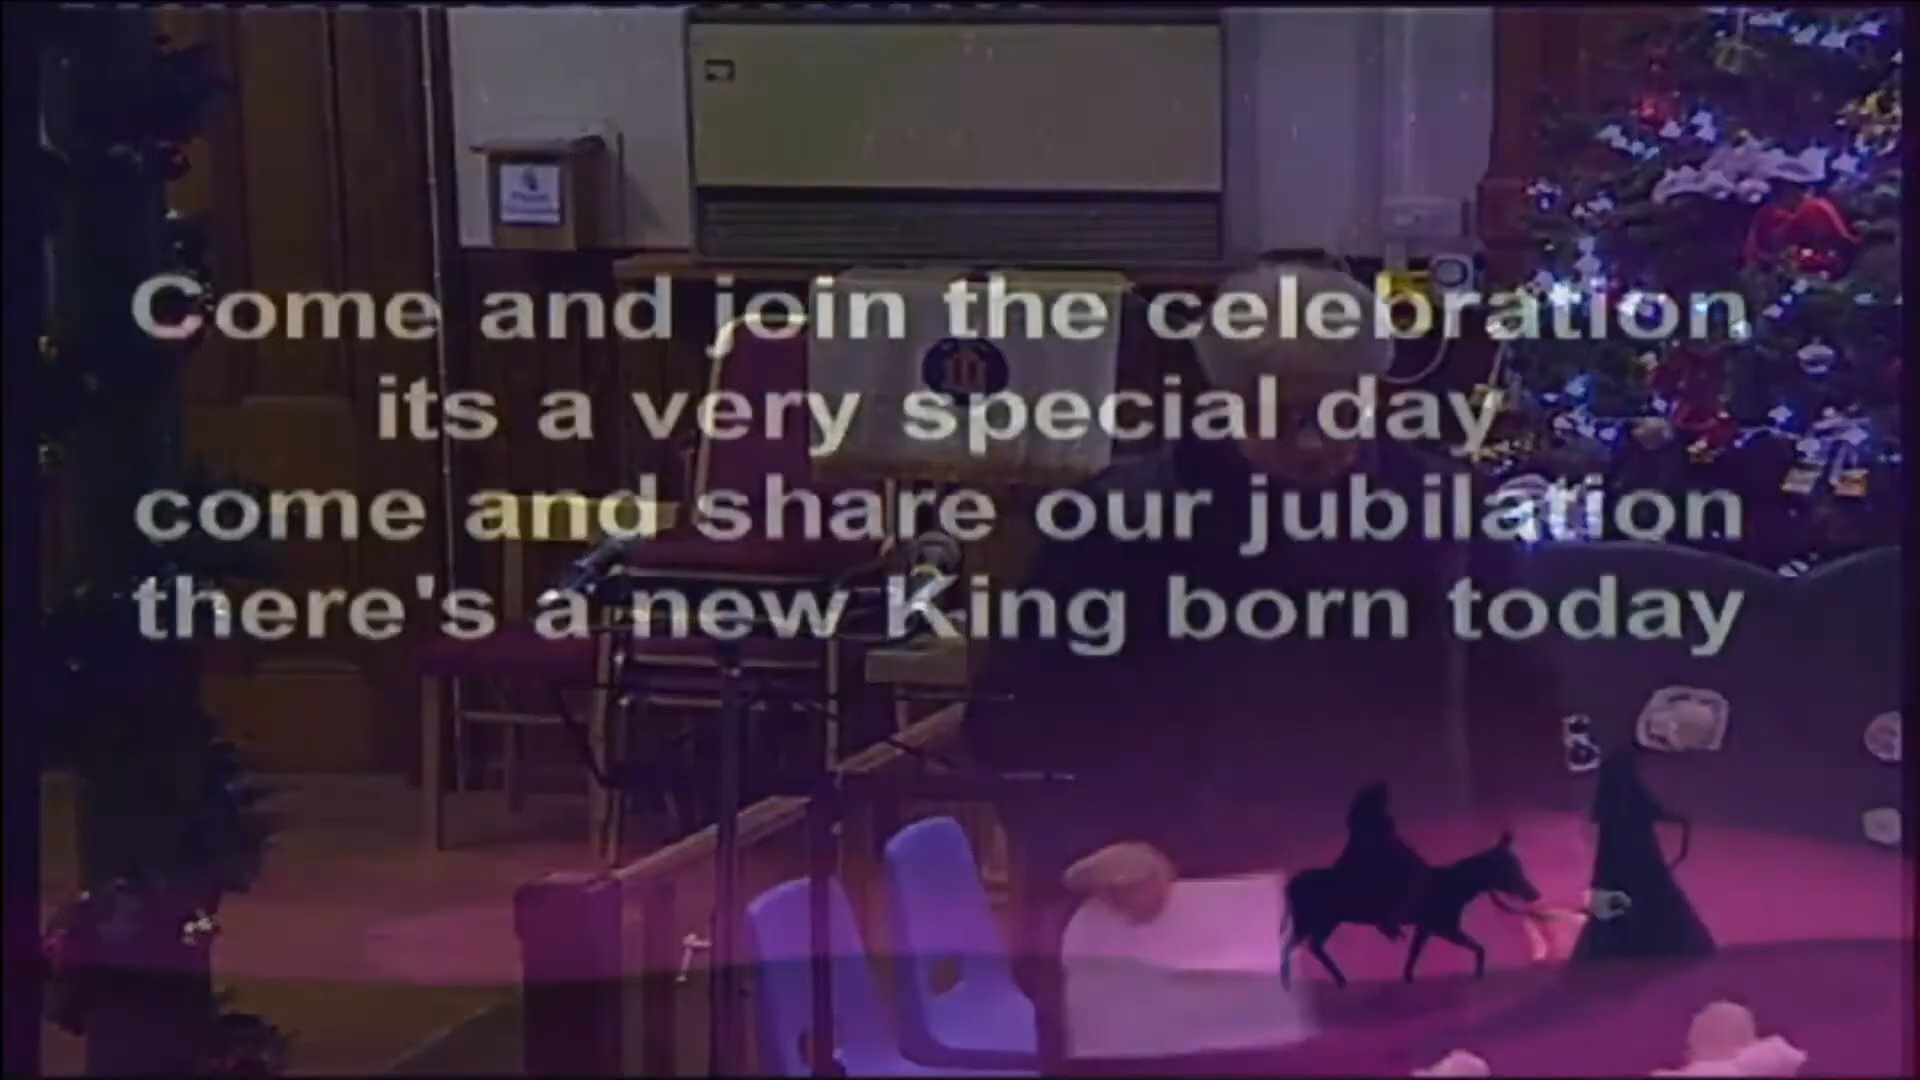 Come and join the celebration
its a very special day
come and share our jubilation
there's a new King born today